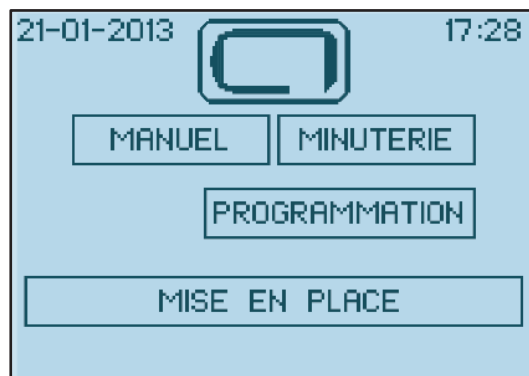 21-01-2013 17:28
MANUEL MINUTERIE
PROGRAMMATION
MISE EN PLACE